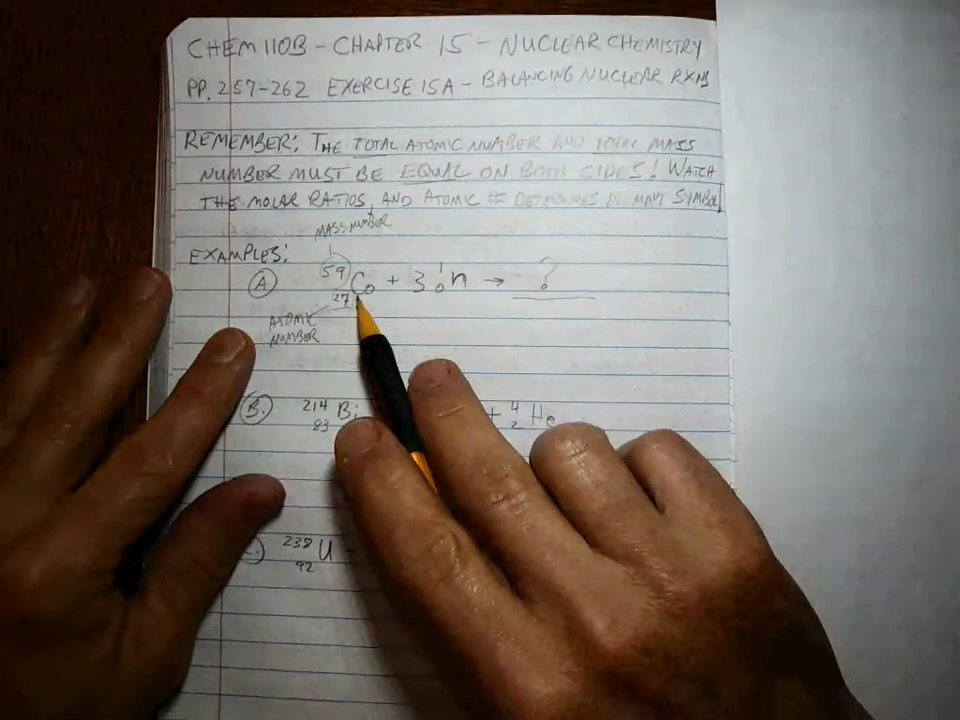 CHEM 110B - CHAPTER 15 - NUCLEAR CHEMISTRY
PP. 257-262 EXERCISE 15A - BALANCING NUCLEAR RXNS
REMEMBER: THE TOTAL ATOMIC NUMBER AND TOTAL MASS
NUMBER MUST BE EQUAL ON BOTH SIDES! WATCH
THE MOLAR RATIOS, AND ATOMIC # DETERMINES SYMBOL!
MASS NUMBER
EXAMPLES:
A 59 27 Co + 3 1 0 n → ?
ATOMIC
NUMBER
B. 214 83 Bi + 4 2 He
C. 238 92 U